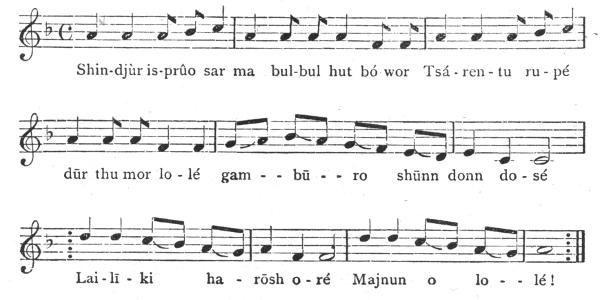 Shin-djùr is-prûo sar ma bul-bul hut bó wor Tsá-ren-tu ru-pé
dūr thu mor lo-lé gam--bū--ro shūnn donn do-sé
Lai-lī-ki ha-rōsh o-ré Majnun o lo--lé!